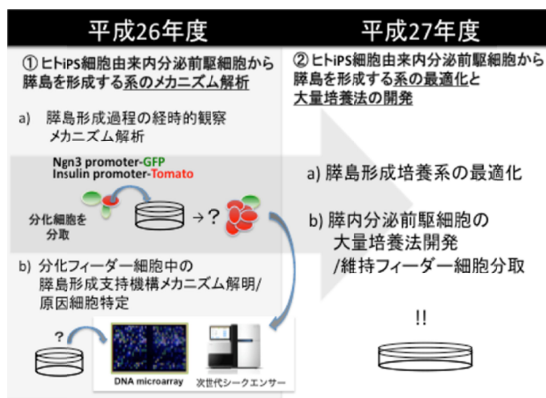 平成26年度
① ヒトiPS細胞由来内分泌前駆細胞から
膵島を形成する系のメカニズム解析
a) 膵島形成過程の経時的観察
メカニズム解析
Ngn3 promoter-GFP
Insulin promoter-Tomato
分化細胞を
分取
→ ?
b) 分化フィーダー細胞中の
膵島形成支持機構メカニズム解明/
原因細胞特定
?
DNA microarray
次世代シークエンサー
平成27年度
② ヒトiPS細胞由来内分泌前駆細胞から
膵島を形成する系の最適化と
大量培養法の開発
a) 膵島形成培養系の最適化
b) 膵内分泌前駆細胞の
大量培養法開発
/維持フィーダー細胞分取
!!